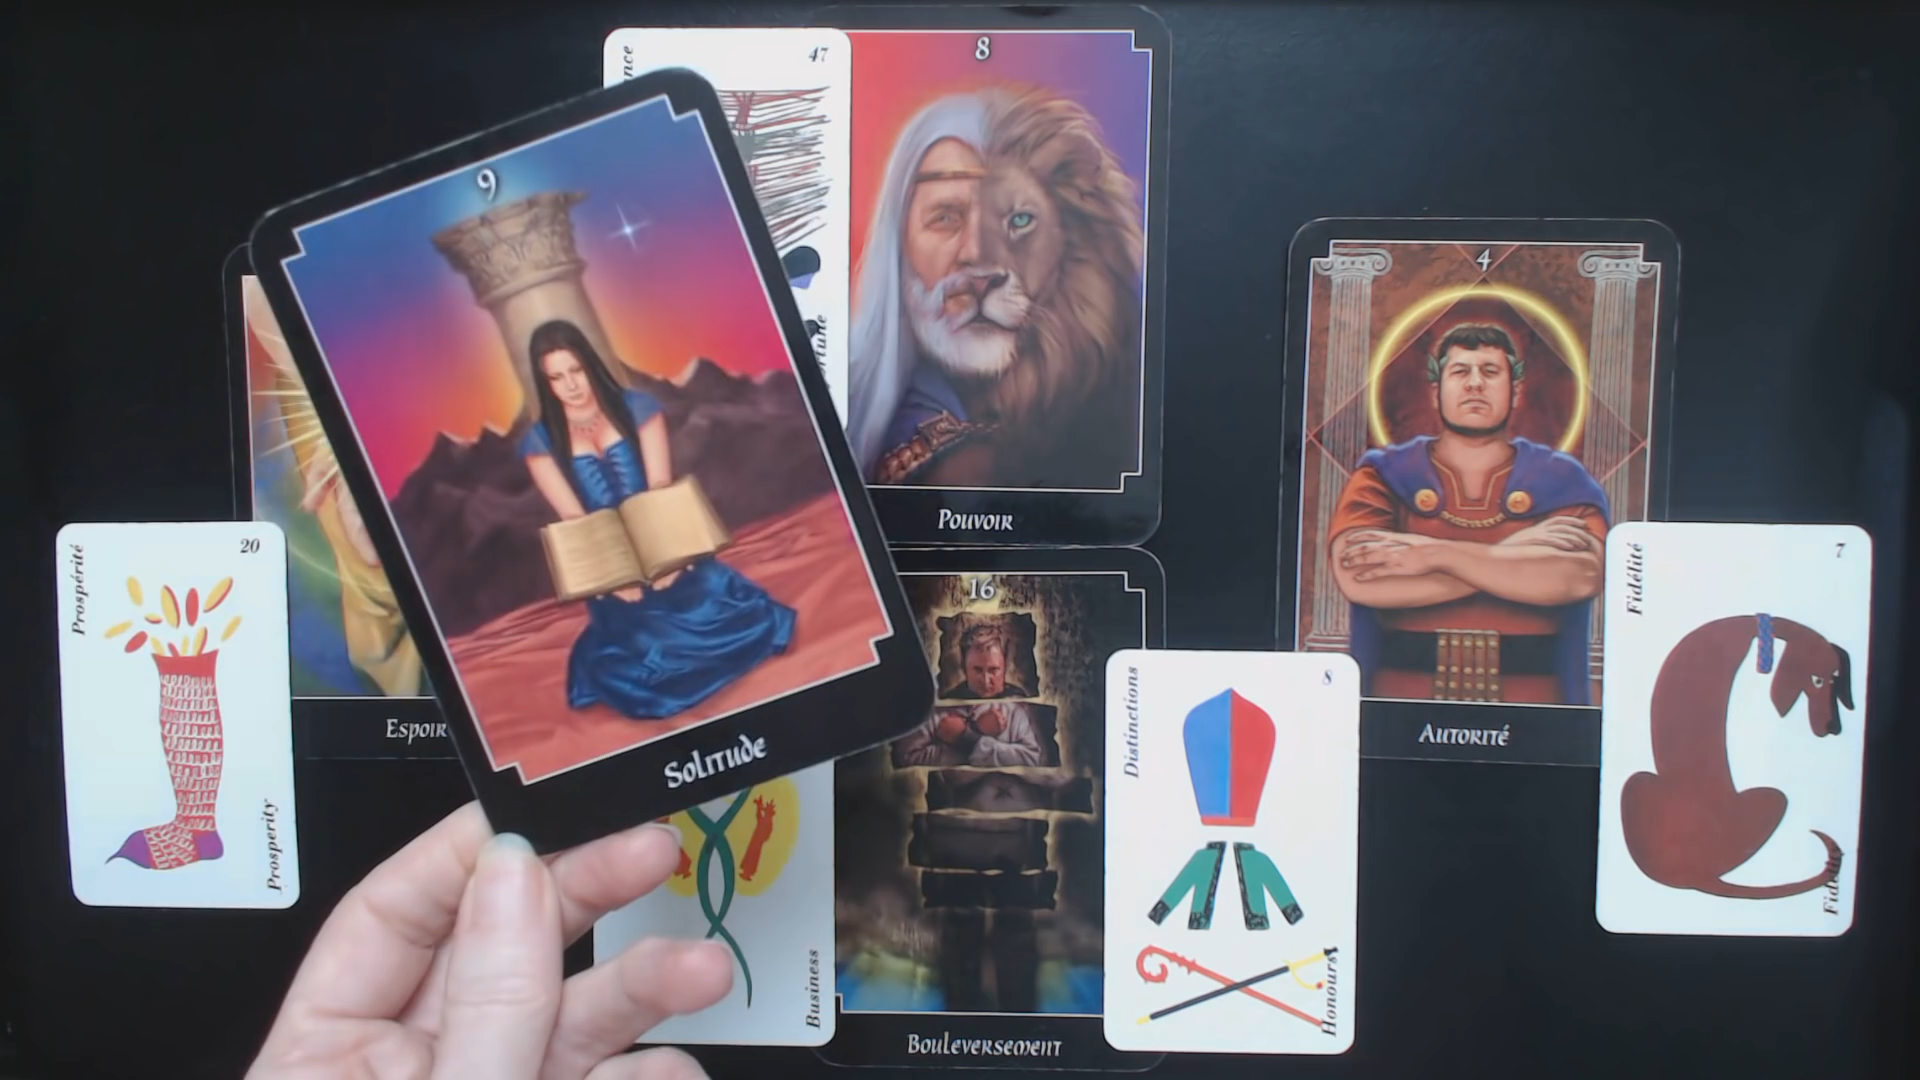 47
8
9
Pouvoir
4
Autorité
Prospérité
20
Prosperity
Espoir
Solitude
16
Bouleversement
Business
Distinctions
8
Honours
Fidélité
7
Fidelity